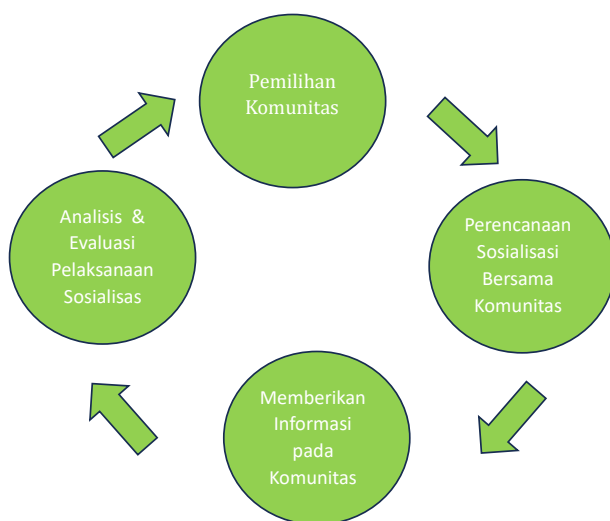 Pemilihan
Komunitas
Perencanaan
Sosialisasi
Bersama
Komunitas
Memberikan
Informasi
pada
Komunitas
Analisis &
Evaluasi
Pelaksanaan
Sosialisas